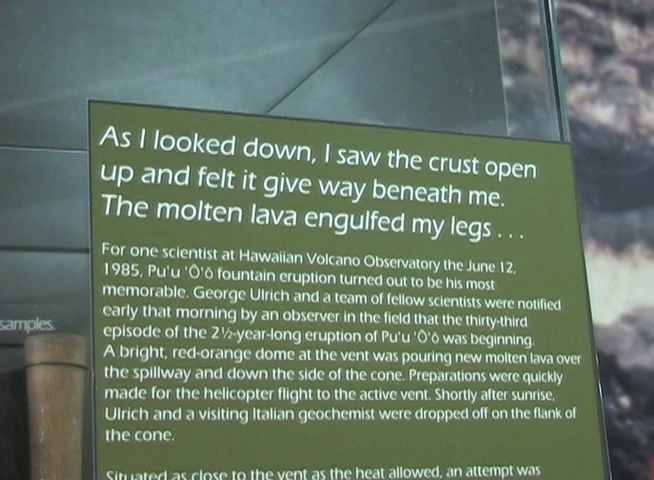 As I looked down, I saw the crust open
up and felt it give way beneath me.
The molten lava engulfed my legs . . .
For one scientist at Hawaiian Volcano Observatory the June 12,
1985, Pu'u 'Ō'ō fountain eruption turned out to be his most
memorable. George Ulrich and a team of fellow scientists were notified
early that morning by an observer in the field that the thirty-third
episode of the 2½-year-long eruption of Pu'u 'Ō'ō was beginning.
A bright, red-orange dome at the vent was pouring new molten lava over
the spillway and down the side of the cone. Preparations were quickly
made for the helicopter flight to the active vent. Shortly after sunrise,
Ulrich and a visiting Italian geochemist were dropped off on the flank of
the cone.
Situated as close to the vent as the heat allowed, an attempt was
samples.